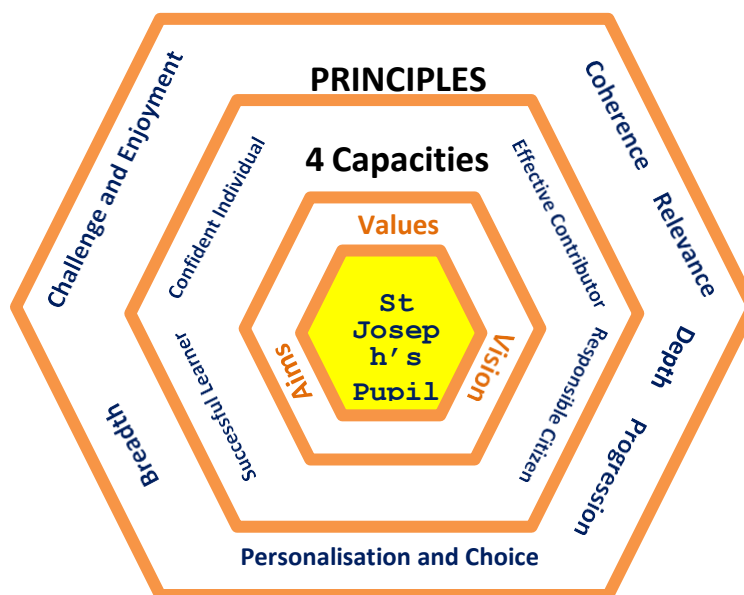 PRINCIPLES
Challenge and Enjoyment
Coherence
Relevance
Depth
Progression
Breadth
Personalisation and Choice
4 Capacities
Confident Individual
Effective Contributor
Successful Learner
Responsible Citizen
Values
Aims
Vision
St
Josep
h's
Pupil